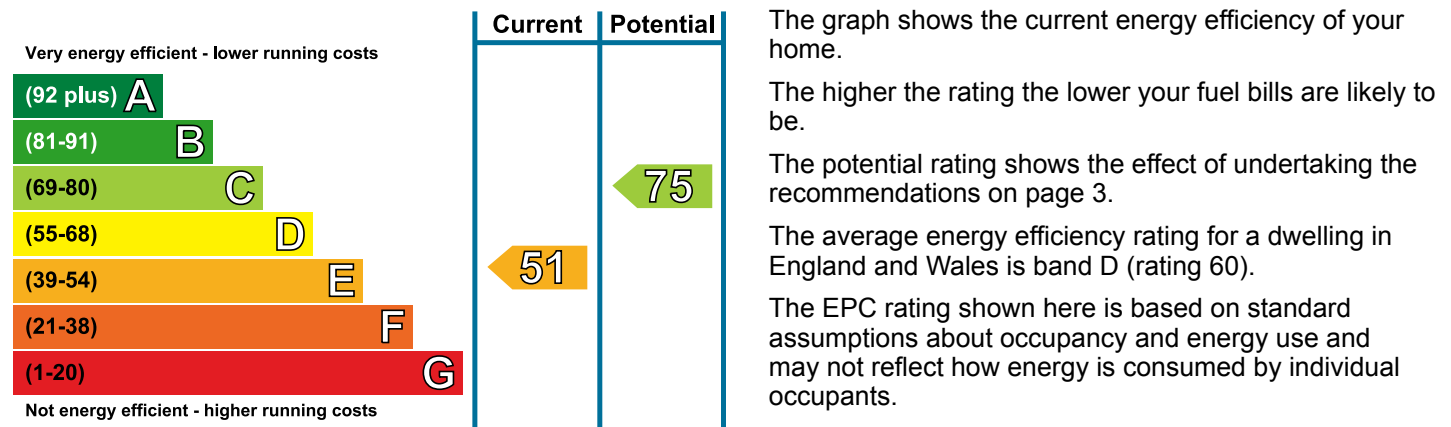 Current Potential
Very energy efficient - lower running costs
(92 plus) A
(81-91) B
(69-80) C
75
(55-68) D
51
(39-54) E
(21-38) F
(1-20) G
Not energy efficient - higher running costs
The graph shows the current energy efficiency of your
home.
The higher the rating the lower your fuel bills are likely to
be.
The potential rating shows the effect of undertaking the
recommendations on page 3.
The average energy efficiency rating for a dwelling in
England and Wales is band D (rating 60).
The EPC rating shown here is based on standard
assumptions about occupancy and energy use and
may not reflect how energy is consumed by individual
occupants.